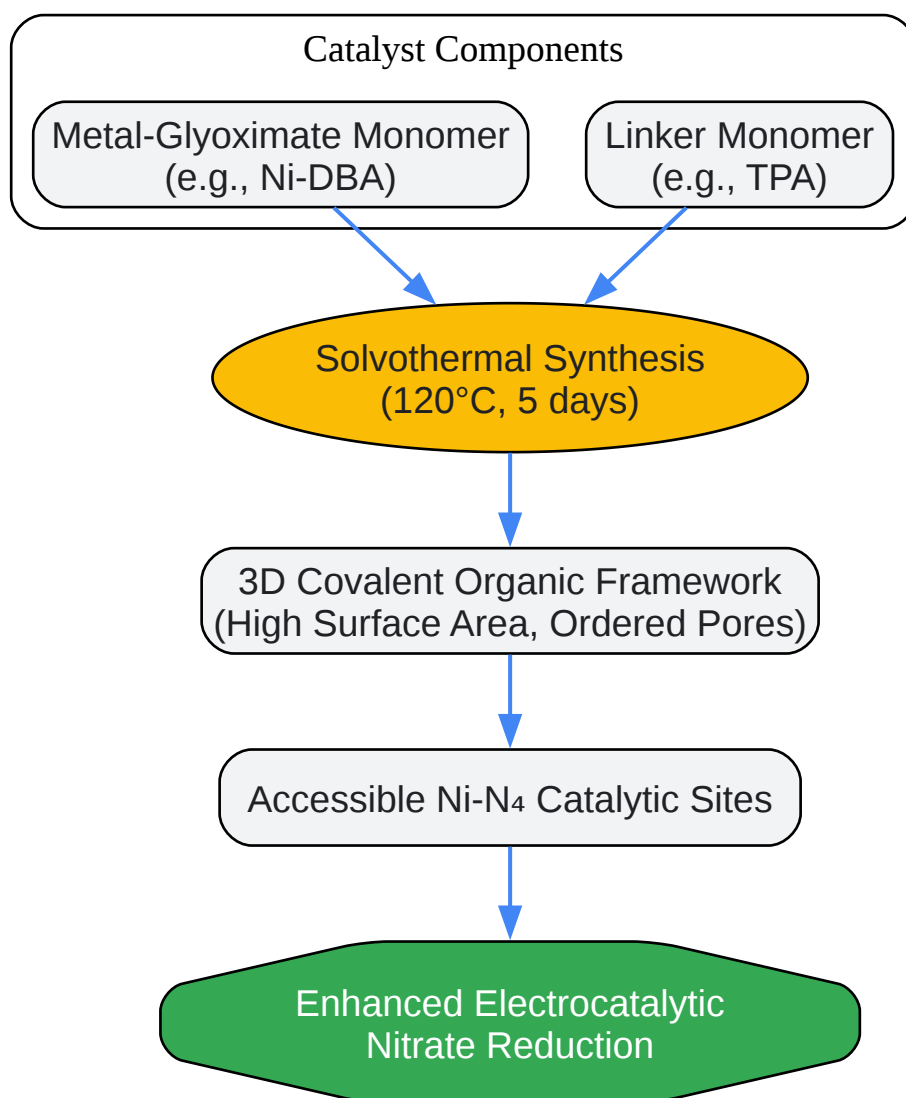 Catalyst Components
Metal-Glyoximate Monomer
(e.g., Ni-DBA)
Linker Monomer
(e.g., TPA)
Solvothermal Synthesis
(120°C, 5 days)
3D Covalent Organic Framework
(High Surface Area, Ordered Pores)
Accessible Ni-N₄ Catalytic Sites
Enhanced Electrocatalytic
Nitrate Reduction